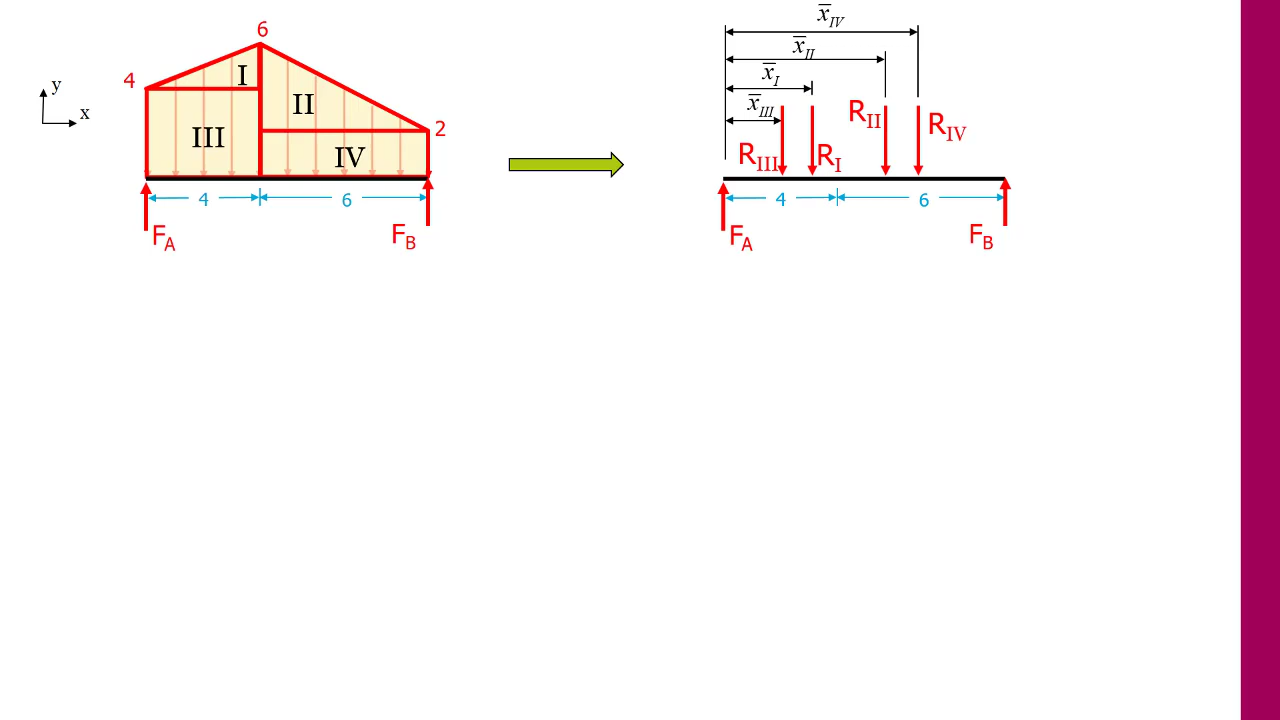 6
4
I
II
III
IV
2
y
x
4
6
F_A
F_B
x̅_IV
x̅_II
x̅_I
x̅_III
R_III
R_I
R_II
R_IV
4
6
F_A
F_B